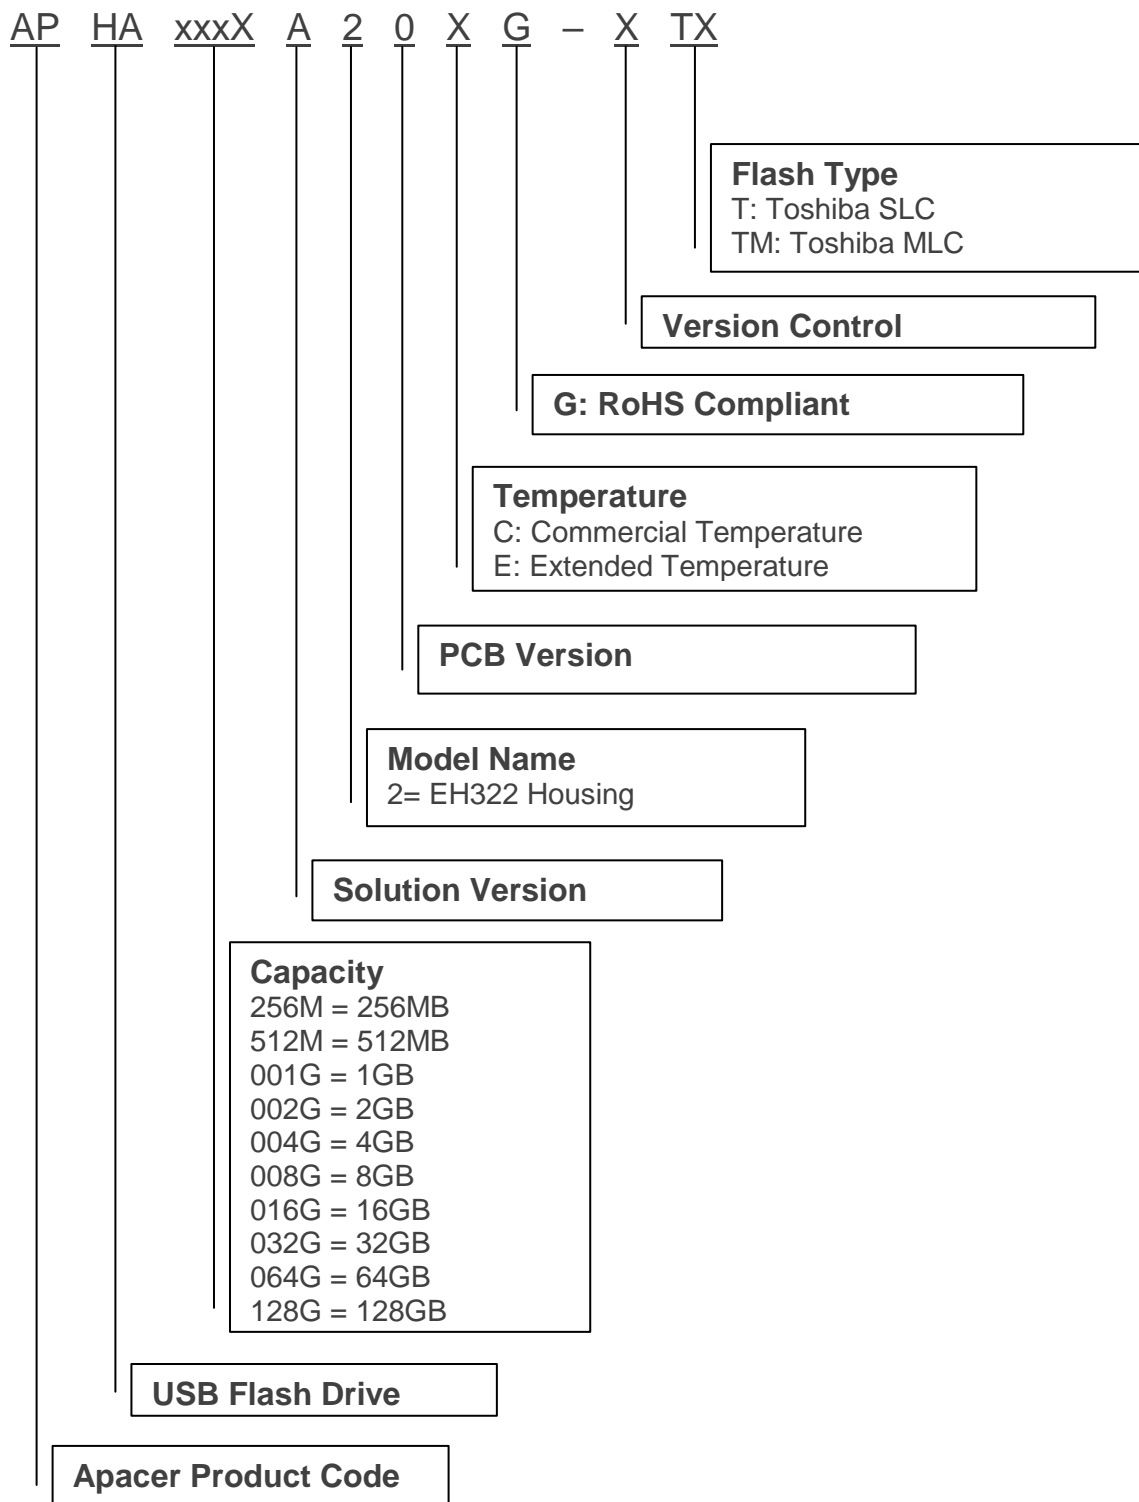 AP HA xxxX A 2 0 X G – X TX
Flash Type
T: Toshiba SLC
TM: Toshiba MLC
Version Control
G: RoHS Compliant
Temperature
C: Commercial Temperature
E: Extended Temperature
PCB Version
Model Name
2= EH322 Housing
Solution Version
Capacity
256M = 256MB
512M = 512MB
001G = 1GB
002G = 2GB
004G = 4GB
008G = 8GB
016G = 16GB
032G = 32GB
064G = 64GB
128G = 128GB
USB Flash Drive
Apacer Product Code